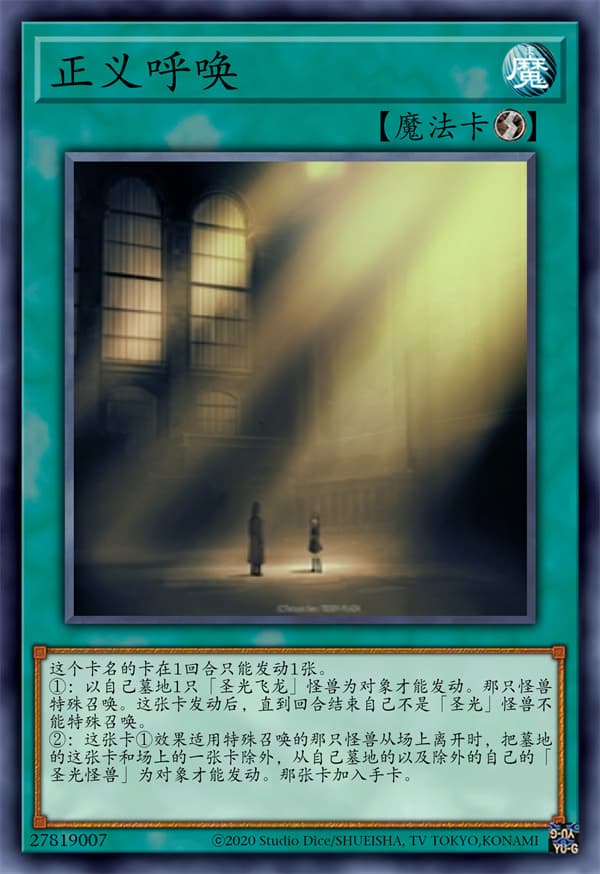 正义呼唤
魔
【魔法卡】
这个卡名的卡在1回合只能发动1张。
①：以自己墓地1只「圣光飞龙」怪兽为对象才能发动。那只怪兽
特殊召唤。这张卡发动后，直到回合结束自己不是「圣光」怪兽不
能特殊召唤。
②：这张卡①效果适用特殊召唤的那只怪兽从场上离开时，把墓地
的这张卡和场上的一张卡除外，从自己墓地的以及除外的自己的「
圣光怪兽」为对象才能发动。那张卡加入手卡。
27819007
©2020 Studio Dice/SHUEISHA, TV TOKYO,KONAMI